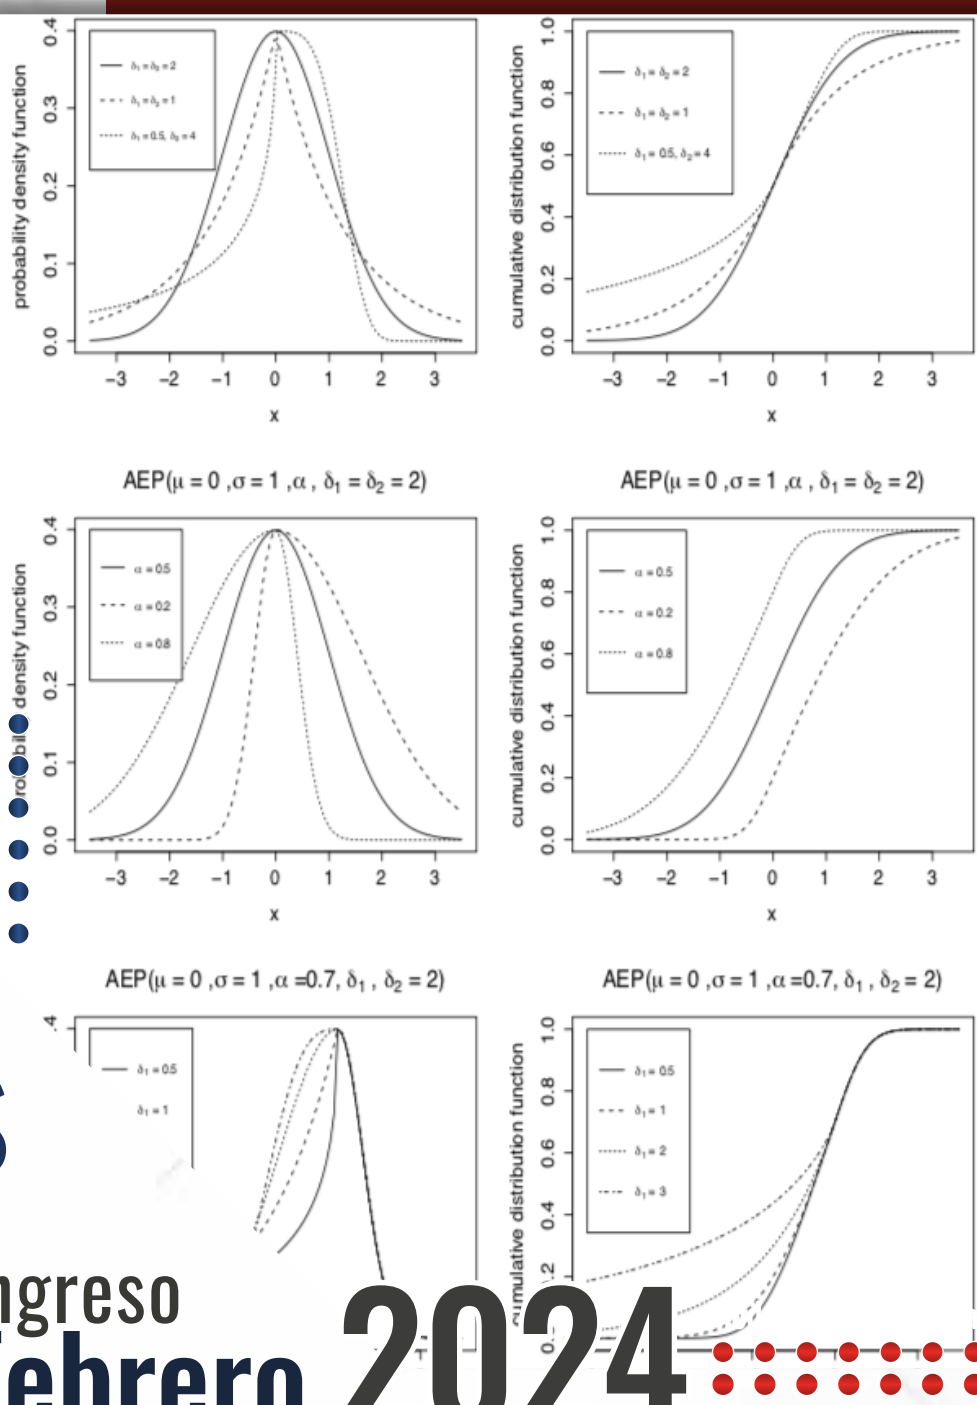 probability density function
0.0 0.1 0.2 0.3 0.4
δ₁ = δ₂ = 2
δ₁ = δ₂ = 1
δ₁ = 0.5, δ₂ = 4
−3 −2 −1 0 1 2 3
x
cumulative distribution function
0.0 0.2 0.4 0.6 0.8 1.0
δ₁ = δ₂ = 2
δ₁ = δ₂ = 1
δ₁ = 0.5, δ₂ = 4
−3 −2 −1 0 1 2 3
x
AEP(μ = 0 ,σ = 1 ,α , δ₁ = δ₂ = 2)
density function
0.0 0.1 0.2 0.3 0.4
α = 0.5
α = 0.2
α = 0.8
−3 −2 −1 0 1 2 3
x
AEP(μ = 0 ,σ = 1 ,α , δ₁ = δ₂ = 2)
cumulative distribution function
0.0 0.2 0.4 0.6 0.8 1.0
α = 0.5
α = 0.2
α = 0.8
−3 −2 −1 0 1 2 3
x
AEP(μ = 0 ,σ = 1 ,α =0.7, δ₁ , δ₂ = 2)
δ₁ = 0.5
δ₁ = 1
AEP(μ = 0 ,σ = 1 ,α =0.7, δ₁ , δ₂ = 2)
cumulative distribution function
0.4 0.6 0.8 1.0
δ₁ = 0.5
δ₁ = 1
δ₁ = 2
δ₁ = 3
S
ngreso
ebrero 2024